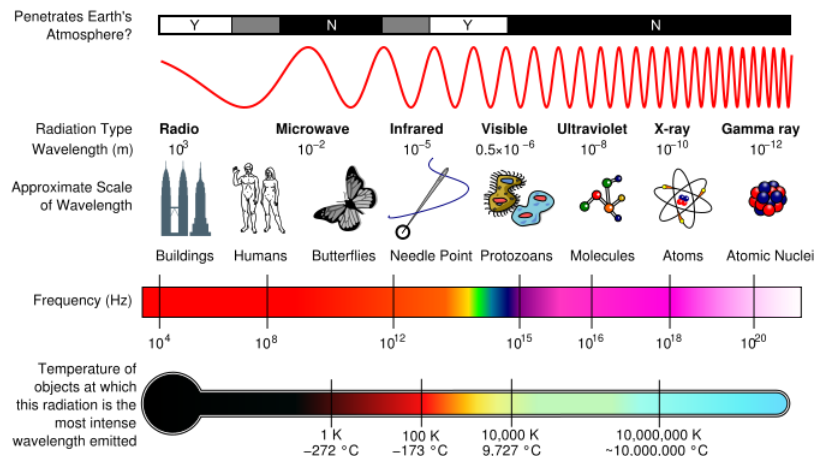 Penetrates Earth's
Atmosphere?
Y N Y N
Radiation Type
Radio Microwave Infrared Visible Ultraviolet X-ray Gamma ray
Wavelength (m)
10³ 10⁻² 10⁻⁵ 0.5×10⁻⁶ 10⁻⁸ 10⁻¹⁰ 10⁻¹²
Approximate Scale
of Wavelength
Buildings Humans Butterflies Needle Point Protozoans Molecules Atoms Atomic Nuclei
Frequency (Hz)
10⁴ 10⁸ 10¹² 10¹⁵ 10¹⁶ 10¹⁸ 10²⁰
Temperature of
objects at which
this radiation is the
most intense
wavelength emitted
1 K 100 K 10,000 K 10,000,000 K
−272 °C −173 °C 9.727 °C ~10.000.000 °C